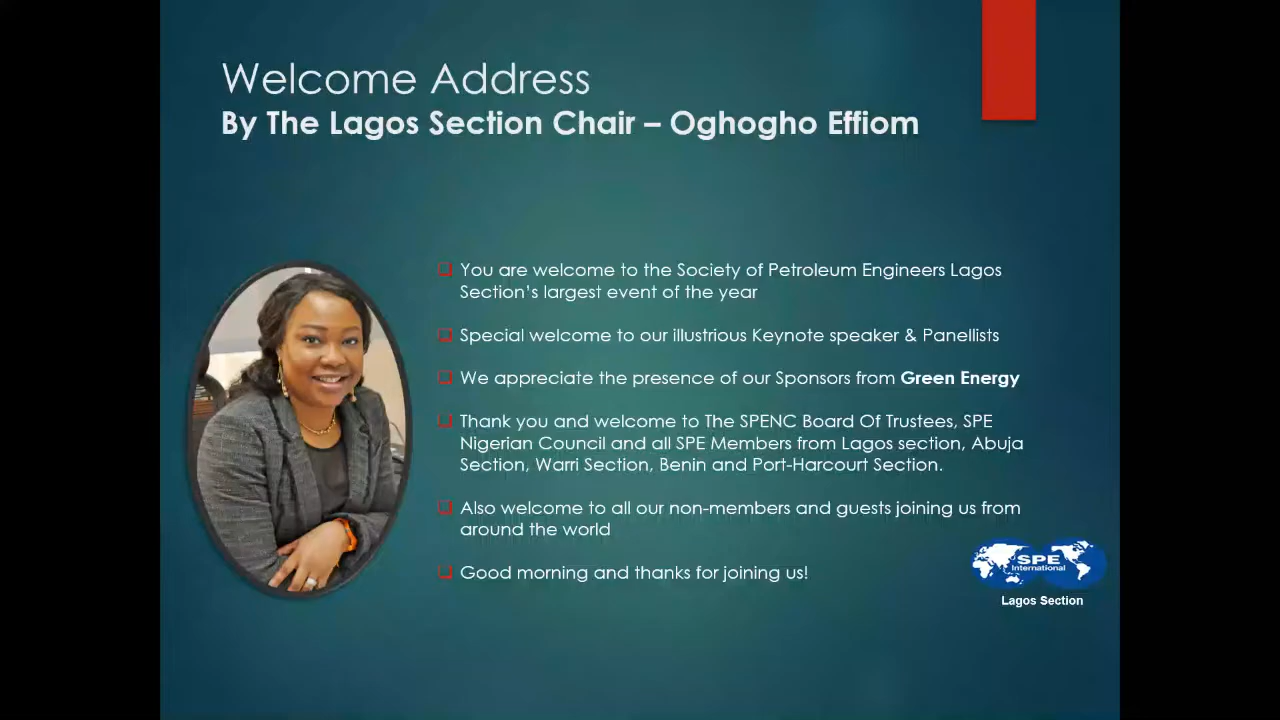 Welcome Address
By The Lagos Section Chair – Oghogho Effiom
You are welcome to the Society of Petroleum Engineers Lagos
Section's largest event of the year
Special welcome to our illustrious Keynote speaker & Panellists
We appreciate the presence of our Sponsors from Green Energy
Thank you and welcome to The SPENC Board Of Trustees, SPE
Nigerian Council and all SPE Members from Lagos section, Abuja
Section, Warri Section, Benin and Port-Harcourt Section.
Also welcome to all our non-members and guests joining us from
around the world
Good morning and thanks for joining us!
SPE
International
Lagos Section